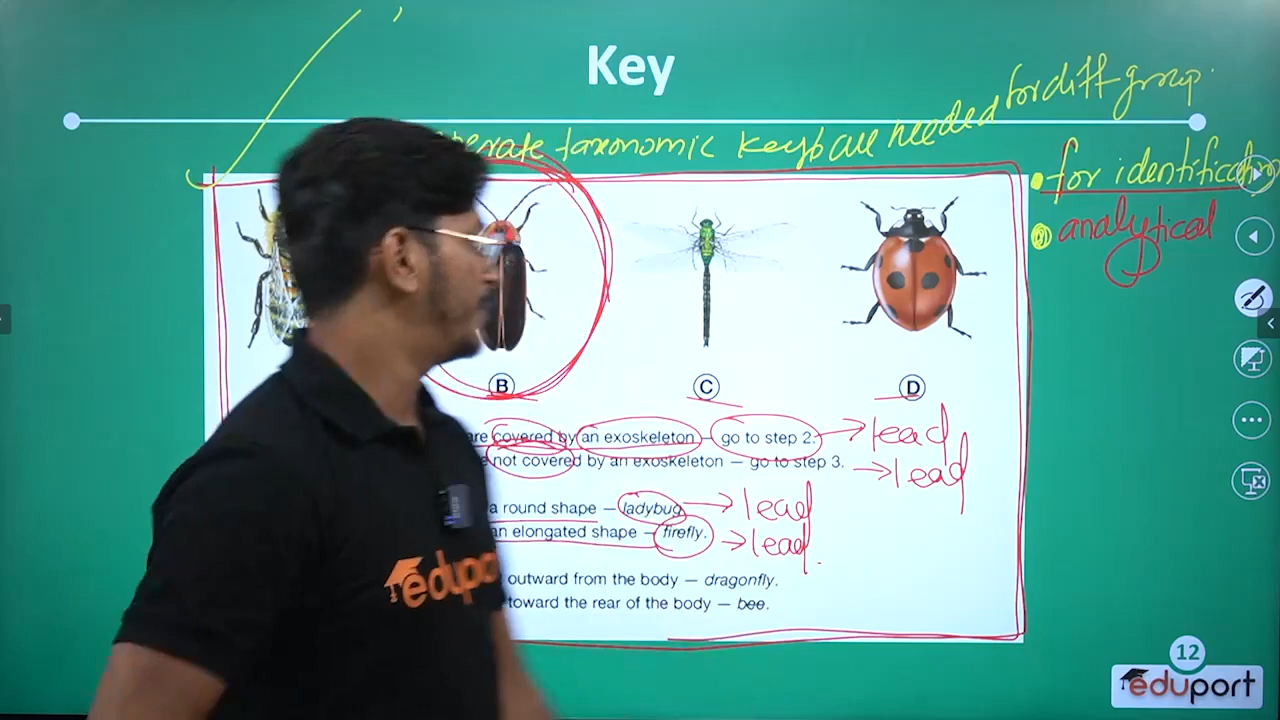 Key
for diff group.
taxonomic keys are needed
for identification
analytical
B
C
D
are covered by an exoskeleton — go to step 2. → lead
not covered by an exoskeleton — go to step 3. → lead
a round shape — ladybug → lead
an elongated shape — firefly. → lead.
outward from the body — dragonfly.
toward the rear of the body — bee.
eduport
12
eduport